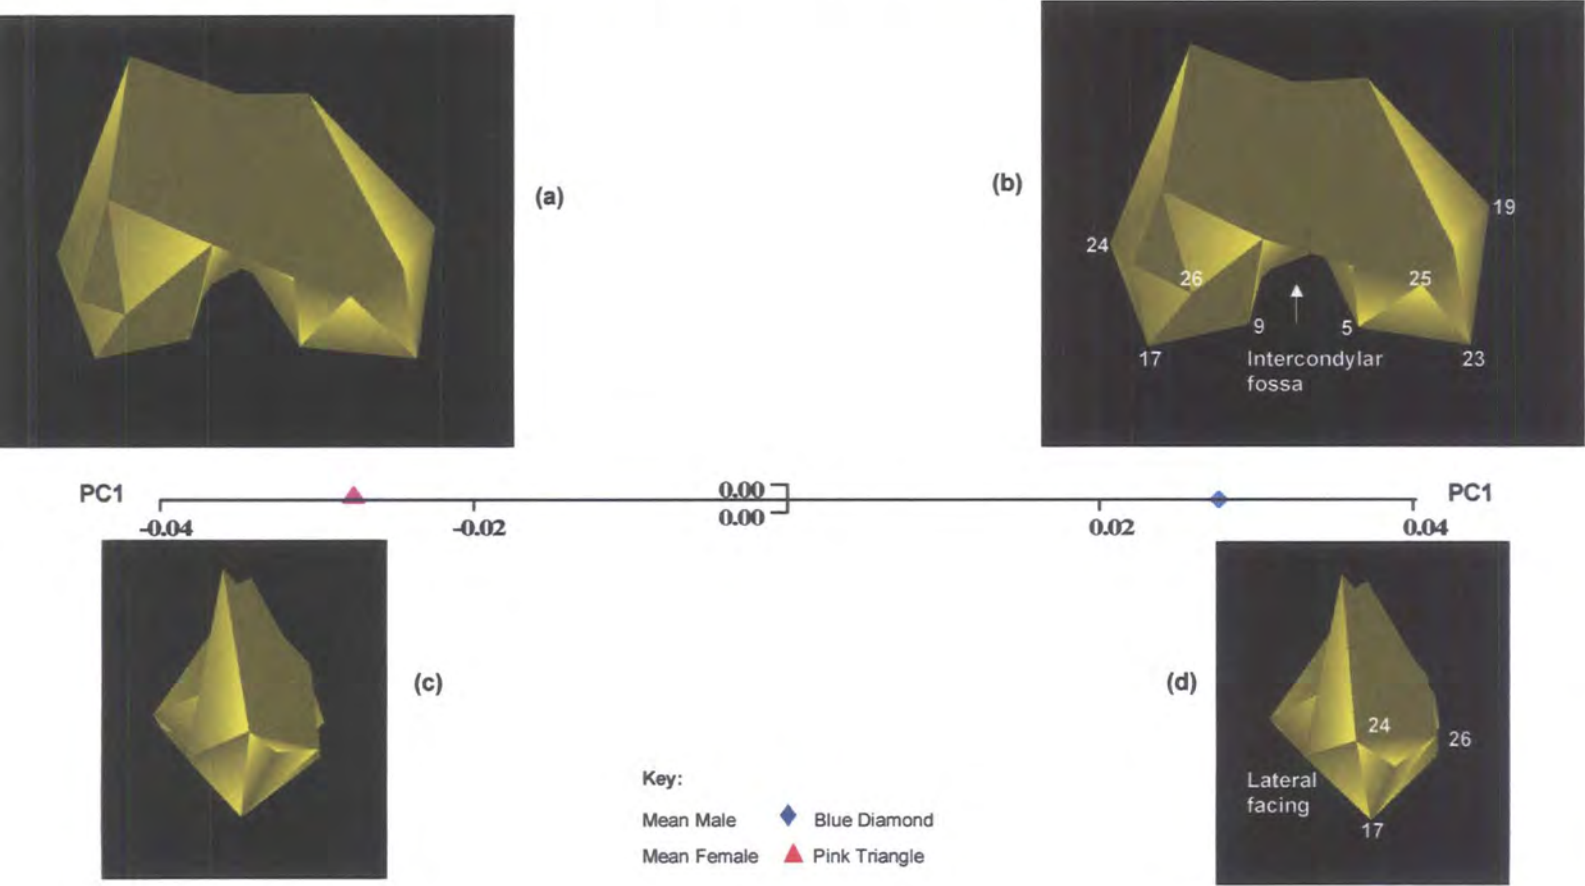 (a)
(b)
19
24
26
25
9
5
17
Intercondylar
fossa
23
PC1
0.00
0.00
PC1
-0.04
-0.02
0.02
0.04
(c)
(d)
24
26
Lateral
facing
17
Key:
Mean Male Blue Diamond
Mean Female Pink Triangle